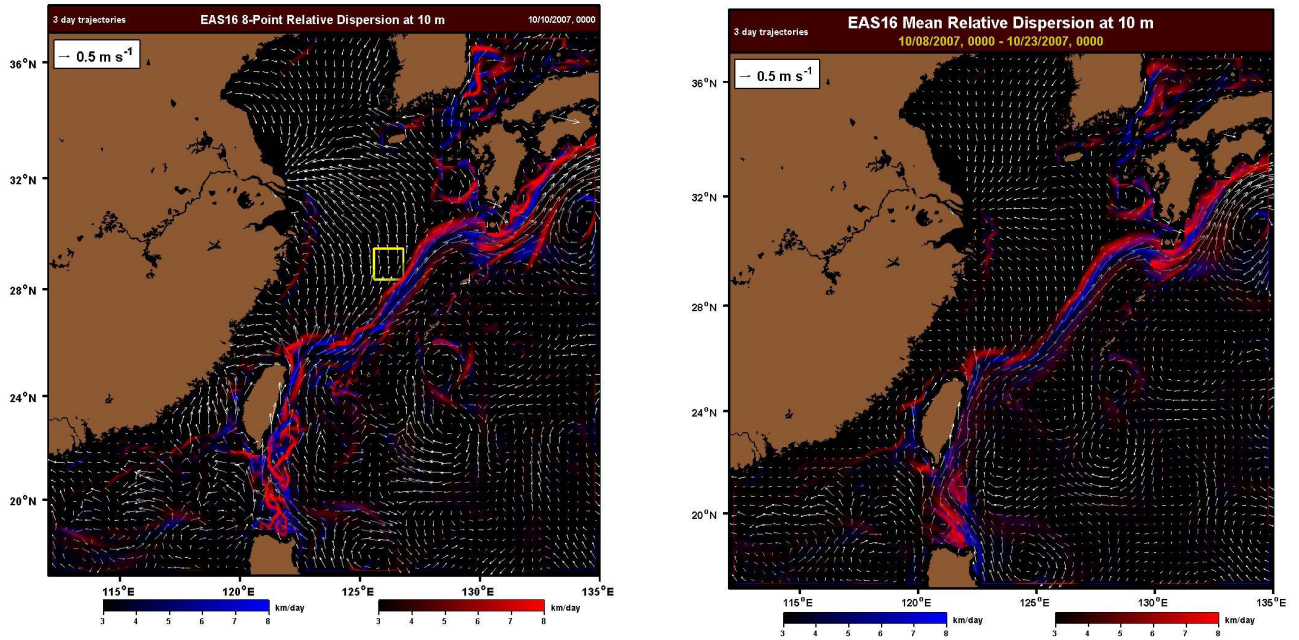 3 day trajectories
EAS16 8-Point Relative Dispersion at 10 m
10/10/2007, 0000
→ 0.5 m s⁻¹
36°N
32°N
28°N
24°N
20°N
115°E
120°E
125°E
130°E
135°E
3 4 5 6 7 8 km/day
3 4 5 6 7 8 km/day
3 day trajectories
EAS16 Mean Relative Dispersion at 10 m
10/08/2007, 0000 - 10/23/2007, 0000
→ 0.5 m s⁻¹
36°N
32°N
28°N
24°N
20°N
115°E
120°E
125°E
130°E
135°E
3 4 5 6 7 8 km/day
3 4 5 6 7 8 km/day